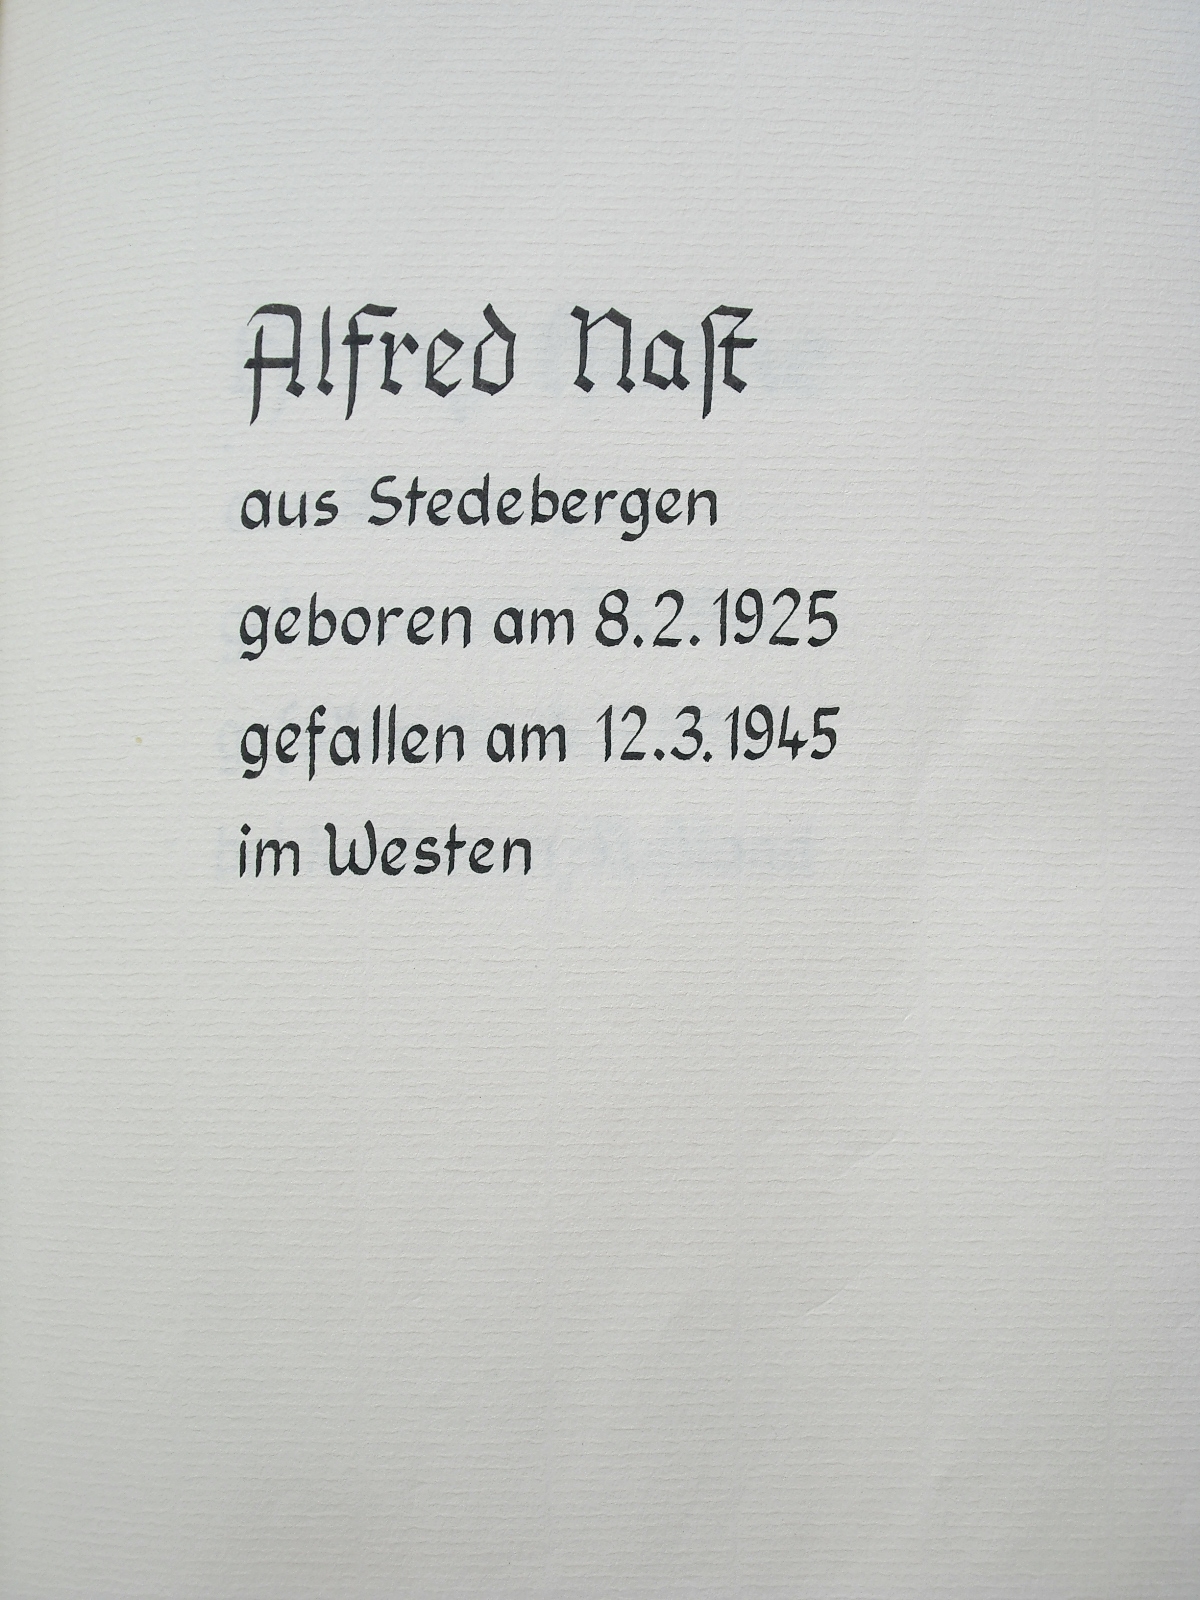 Alfred Naſt
aus Stedebergen
geboren am 8.2.1925
gefallen am 12.3.1945
im Westen